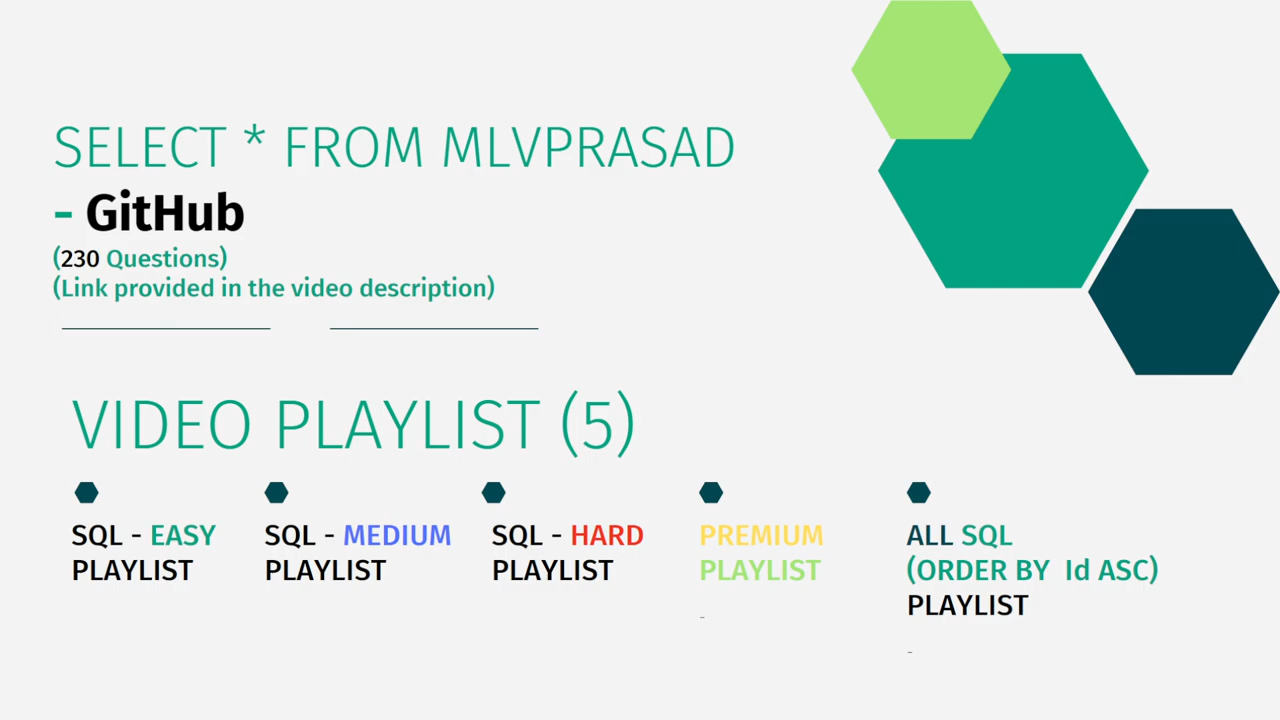 SELECT * FROM MLVPRASAD
- GitHub
(230 Questions)
(Link provided in the video description)
VIDEO PLAYLIST (5)
SQL - EASY
PLAYLIST
SQL - MEDIUM
PLAYLIST
SQL - HARD
PLAYLIST
PREMIUM
PLAYLIST
-
ALL SQL
(ORDER BY Id ASC)
PLAYLIST
-